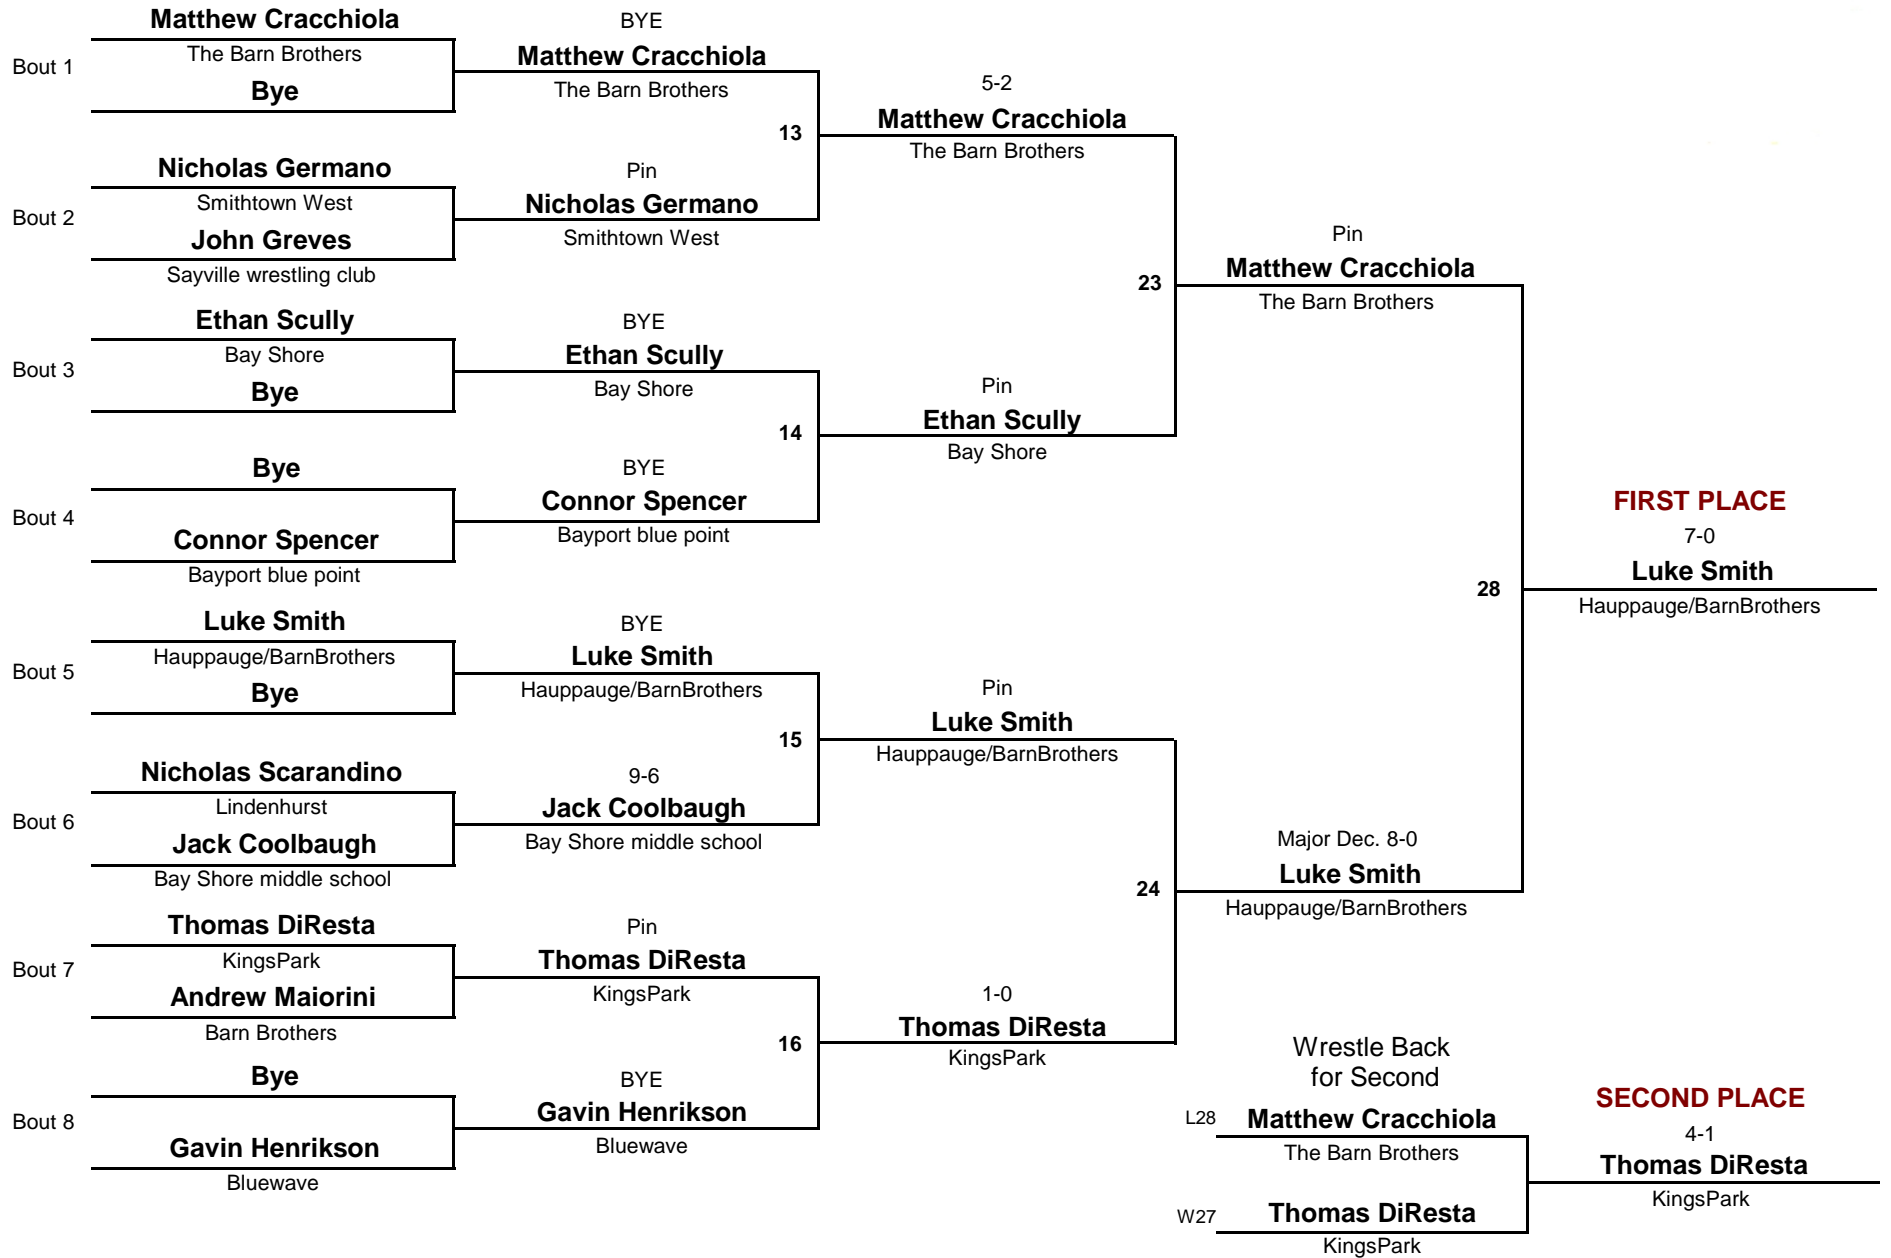 Matthew Cracchiola
Bout 1
The Barn Brothers
Bye
Nicholas Germano
Bout 2
Smithtown West
John Greves
Sayville wrestling club
Ethan Scully
Bout 3
Bay Shore
Bye
Bye
Bout 4
Connor Spencer
Bayport blue point
Luke Smith
Bout 5
Hauppauge/BarnBrothers
Bye
Nicholas Scarandino
Bout 6
Lindenhurst
Jack Coolbaugh
Bay Shore middle school
Thomas DiResta
Bout 7
KingsPark
Andrew Maiorini
Barn Brothers
Bye
Bout 8
Gavin Henrikson
Bluewave
BYE
Matthew Cracchiola
The Barn Brothers
13
Pin
Nicholas Germano
Smithtown West
BYE
Ethan Scully
Bay Shore
14
BYE
Connor Spencer
Bayport blue point
BYE
Luke Smith
Hauppauge/BarnBrothers
15
9-6
Jack Coolbaugh
Bay Shore middle school
Pin
Thomas DiResta
KingsPark
16
BYE
Gavin Henrikson
Bluewave
5-2
Matthew Cracchiola
The Barn Brothers
23
Pin
Ethan Scully
Bay Shore
Pin
Luke Smith
Hauppauge/BarnBrothers
24
1-0
Thomas DiResta
KingsPark
Pin
Matthew Cracchiola
The Barn Brothers
28
Major Dec. 8-0
Luke Smith
Hauppauge/BarnBrothers
FIRST PLACE
7-0
Luke Smith
Hauppauge/BarnBrothers
Wrestle Back
for Second
L28 Matthew Cracchiola
The Barn Brothers
W27 Thomas DiResta
KingsPark
SECOND PLACE
4-1
Thomas DiResta
KingsPark